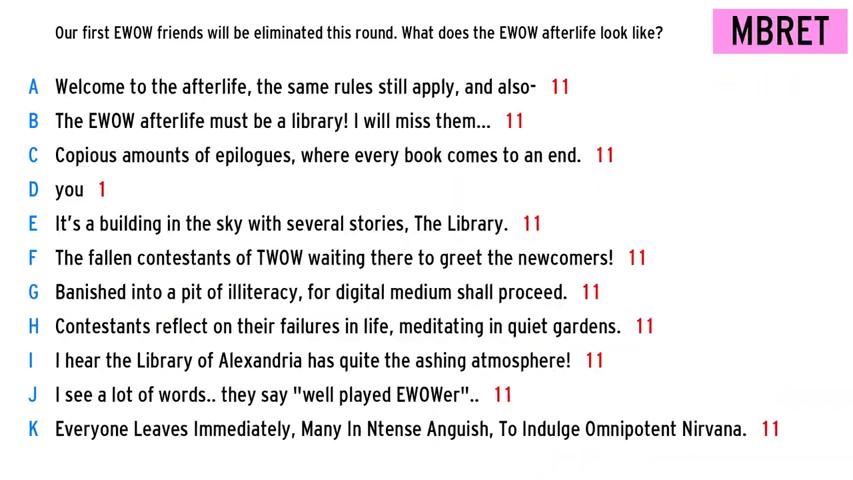 Our first EWOW friends will be eliminated this round. What does the EWOW afterlife look like?
MBRET
A Welcome to the afterlife, the same rules still apply, and also- 11
B The EWOW afterlife must be a library! I will miss them... 11
C Copious amounts of epilogues, where every book comes to an end. 11
D you 1
E It's a building in the sky with several stories, The Library. 11
F The fallen contestants of TWOW waiting there to greet the newcomers! 11
G Banished into a pit of illiteracy, for digital medium shall proceed. 11
H Contestants reflect on their failures in life, meditating in quiet gardens. 11
I I hear the Library of Alexandria has quite the ashing atmosphere! 11
J I see a lot of words.. they say "well played EWOWer".. 11
K Everyone Leaves Immediately, Many In Ntense Anguish, To Indulge Omnipotent Nirvana. 11